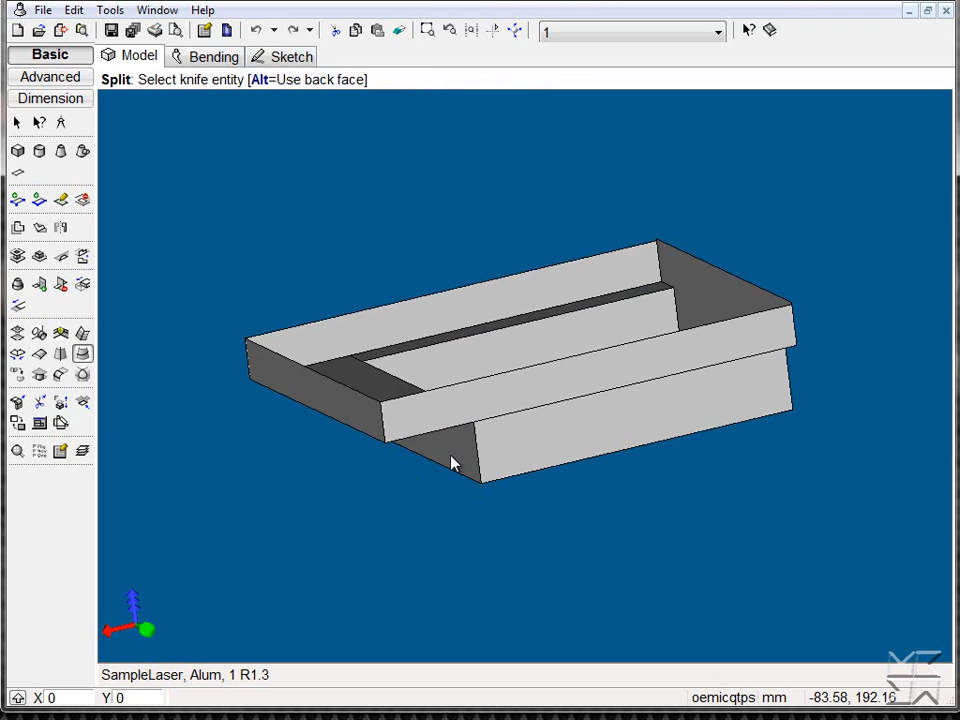 File Edit Tools Window Help
1
Basic
Model Bending Sketch
Advanced
Split: Select knife entity [Alt=Use back face]
Dimension
SampleLaser, Alum, 1 R1.3
X 0 Y 0 oemicqtps mm -83.58, 192.16